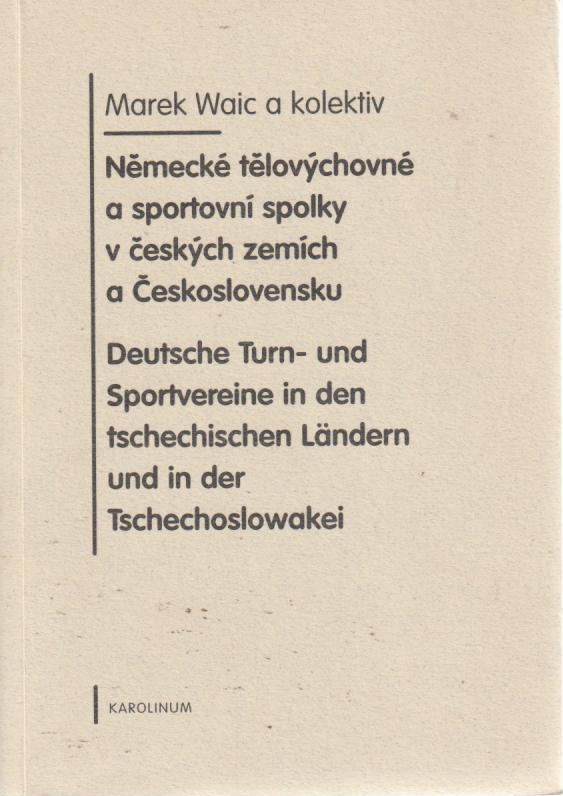 Marek Waic a kolektiv
Německé tělovýchovné
a sportovní spolky
v českých zemích
a Československu
Deutsche Turn- und
Sportvereine in den
tschechischen Ländern
und in der
Tschechoslowakei
KAROLINUM